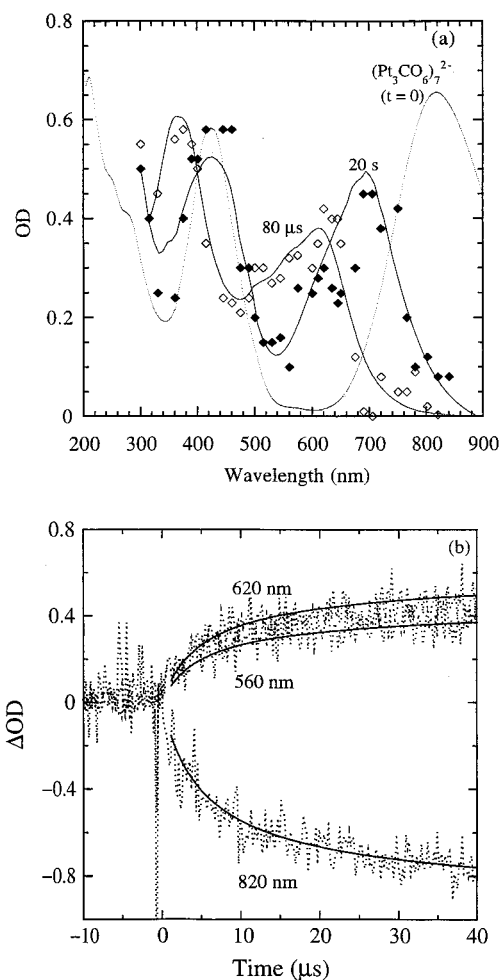 0.8
(a)
(Pt₃CO₆)₇²⁻
(t = 0)
0.6
20 s
OD
0.4
80 μs
0.2
0
200 300 400 500 600 700 800 900
Wavelength (nm)
0.8
(b)
620 nm
0.4
560 nm
ΔOD
0
−0.4
−0.8
820 nm
−10 0 10 20 30 40
Time (μs)